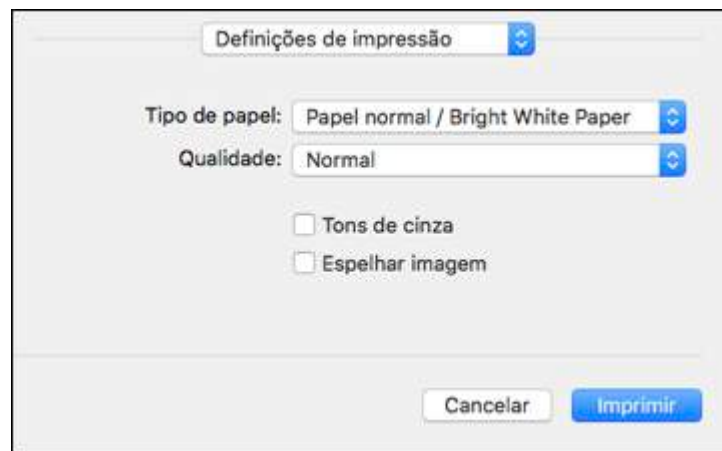 Definições de impressão
Tipo de papel: Papel normal / Bright White Paper
Qualidade: Normal
Tons de cinza
Espelhar imagem
Cancelar Imprimir